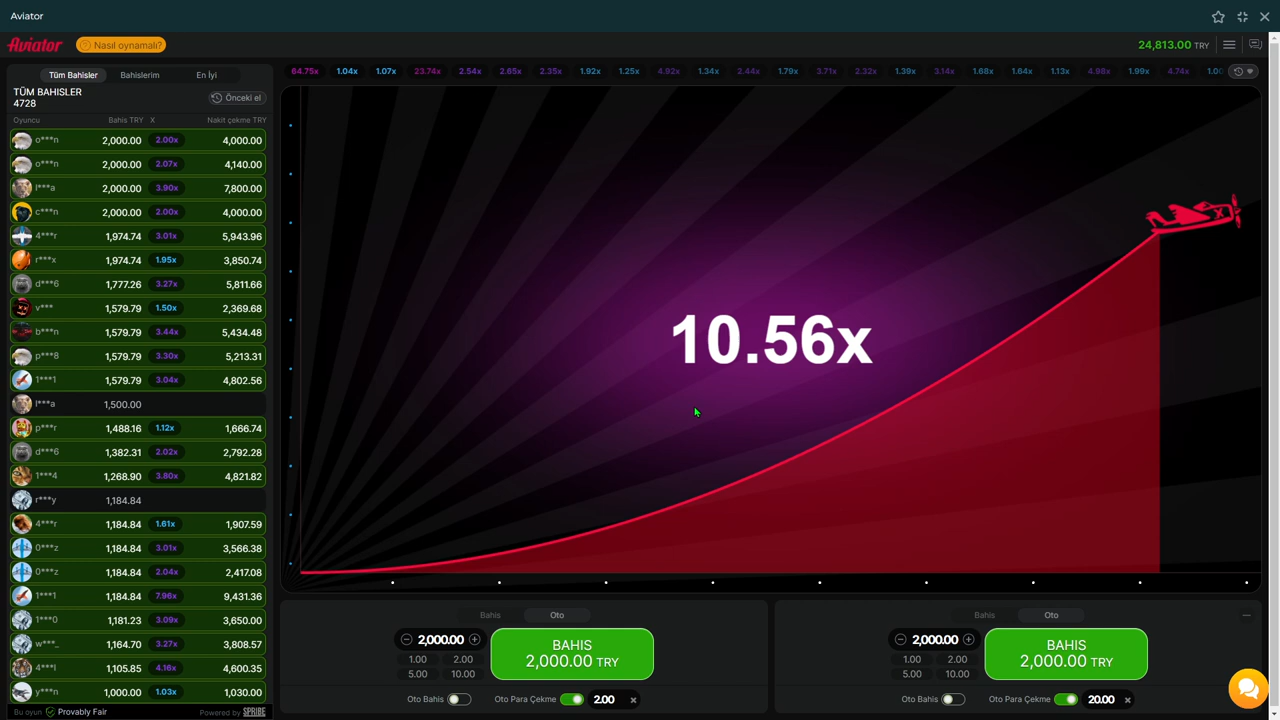 Aviator
Aviator
Nasıl oynamalı?
24,813.00 TRY
Tüm Bahisler Bahislerim En İyi
64.75x 1.04x 1.07x 23.74x 2.54x 2.65x 2.35x 1.92x 1.25x 4.92x 1.34x 2.44x 1.79x 3.71x 2.32x 1.39x 3.14x 1.68x 1.64x 1.13x 4.98x 1.99x 4.74x
TÜM BAHISLER
4728
Önceki el
Oyuncu Bahis TRY X Nakit çekme TRY
o***n 2,000.00 2.00x 4,000.00
o***n 2,000.00 2.07x 4,140.00
l***a 2,000.00 3.90x 7,800.00
c***n 2,000.00 2.00x 4,000.00
4***r 1,974.74 3.01x 5,943.96
r***x 1,974.74 1.95x 3,850.74
d***6 1,777.26 3.27x 5,811.66
v*** 1,579.79 1.50x 2,369.68
b***n 1,579.79 3.44x 5,434.48
p***8 1,579.79 3.30x 5,213.31
1***1 1,579.79 3.04x 4,802.56
l***a 1,500.00
p***r 1,488.16 1.12x 1,666.74
d***6 1,382.31 2.02x 2,792.28
1***4 1,268.90 3.80x 4,821.82
r***y 1,184.84
4***r 1,184.84 1.61x 1,907.59
0***z 1,184.84 3.01x 3,566.38
0***z 1,184.84 2.04x 2,417.08
1***1 1,184.84 7.96x 9,431.36
1***0 1,181.23 3.09x 3,650.00
w***_ 1,164.70 3.27x 3,808.57
4***l 1,105.85 4.16x 4,600.35
y***n 1,000.00 1.03x 1,030.00
Bu oyun Provably Fair Powered by SPRIBE
10.56x
Bahis Oto
2,000.00
1.00 2.00
5.00 10.00
BAHIS
2,000.00 TRY
Oto Bahis Oto Para Çekme 2.00 x
Bahis Oto
2,000.00
1.00 2.00
5.00 10.00
BAHIS
2,000.00 TRY
Oto Bahis Oto Para Çekme 20.00 x